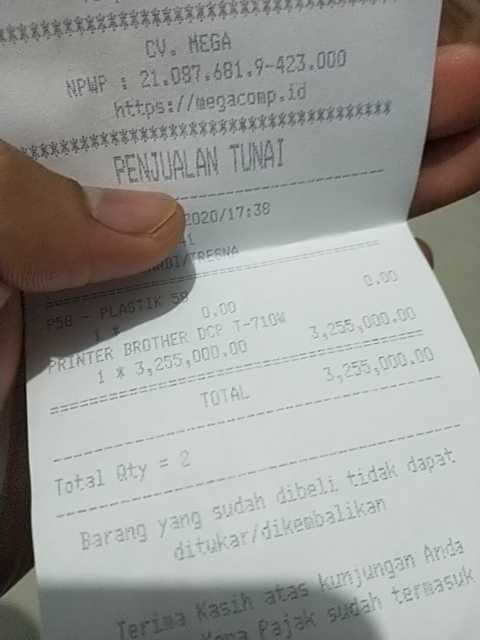 ************************************
CV. MEGA
NPWP : 21.087.681.9-423.000
https://megacomp.id
************************************
PENJUALAN TUNAI
2020/17:38
41
/TRESNA
P58 - PLASTIK 58
1 * 0.00 0.00
PRINTER BROTHER DCP T-710W
1 * 3,255,000.00 3,255,000.00
TOTAL 3,255,000.00
Total Qty = 2
Barang yang sudah dibeli tidak dapat
ditukar/dikembalikan
Terima Kasih atas kunjungan Anda
Kena Pajak sudah termasuk